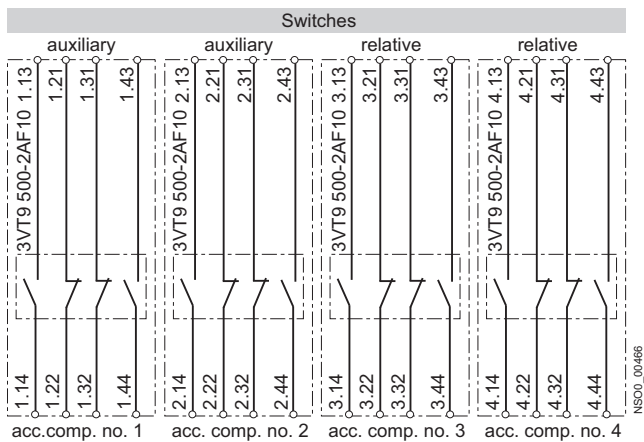 Switches
auxiliary auxiliary relative relative
3VT9 500-2AF10 1.13 1.21 1.31 1.43
3VT9 500-2AF10 2.13 2.21 2.31 2.43
3VT9 500-2AF10 3.13 3.21 3.31 3.43
3VT9 500-2AF10 4.13 4.21 4.31 4.43
1.14 1.22 1.32 1.44
2.14 2.22 2.32 2.44
3.14 3.22 3.32 3.44
4.14 4.22 4.32 4.44
acc.comp. no. 1 acc. comp. no. 2 acc. comp. no. 3 acc. comp. no. 4
NSO0_00466